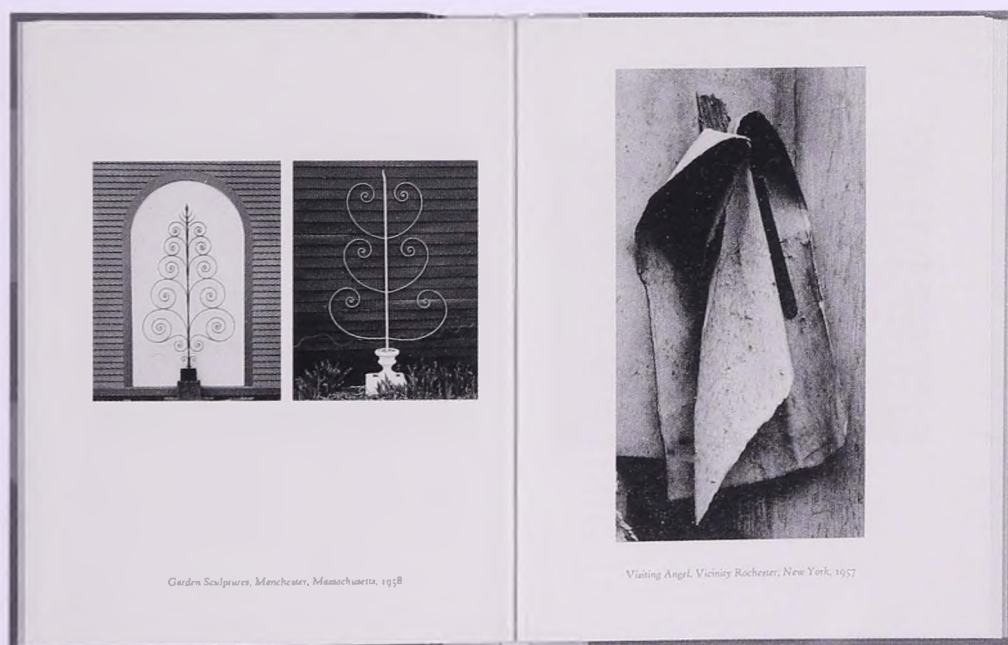 Garden Sculptures, Manchester, Massachusetts, 1958
Visiting Angel, Vicinity Rochester, New York, 1957